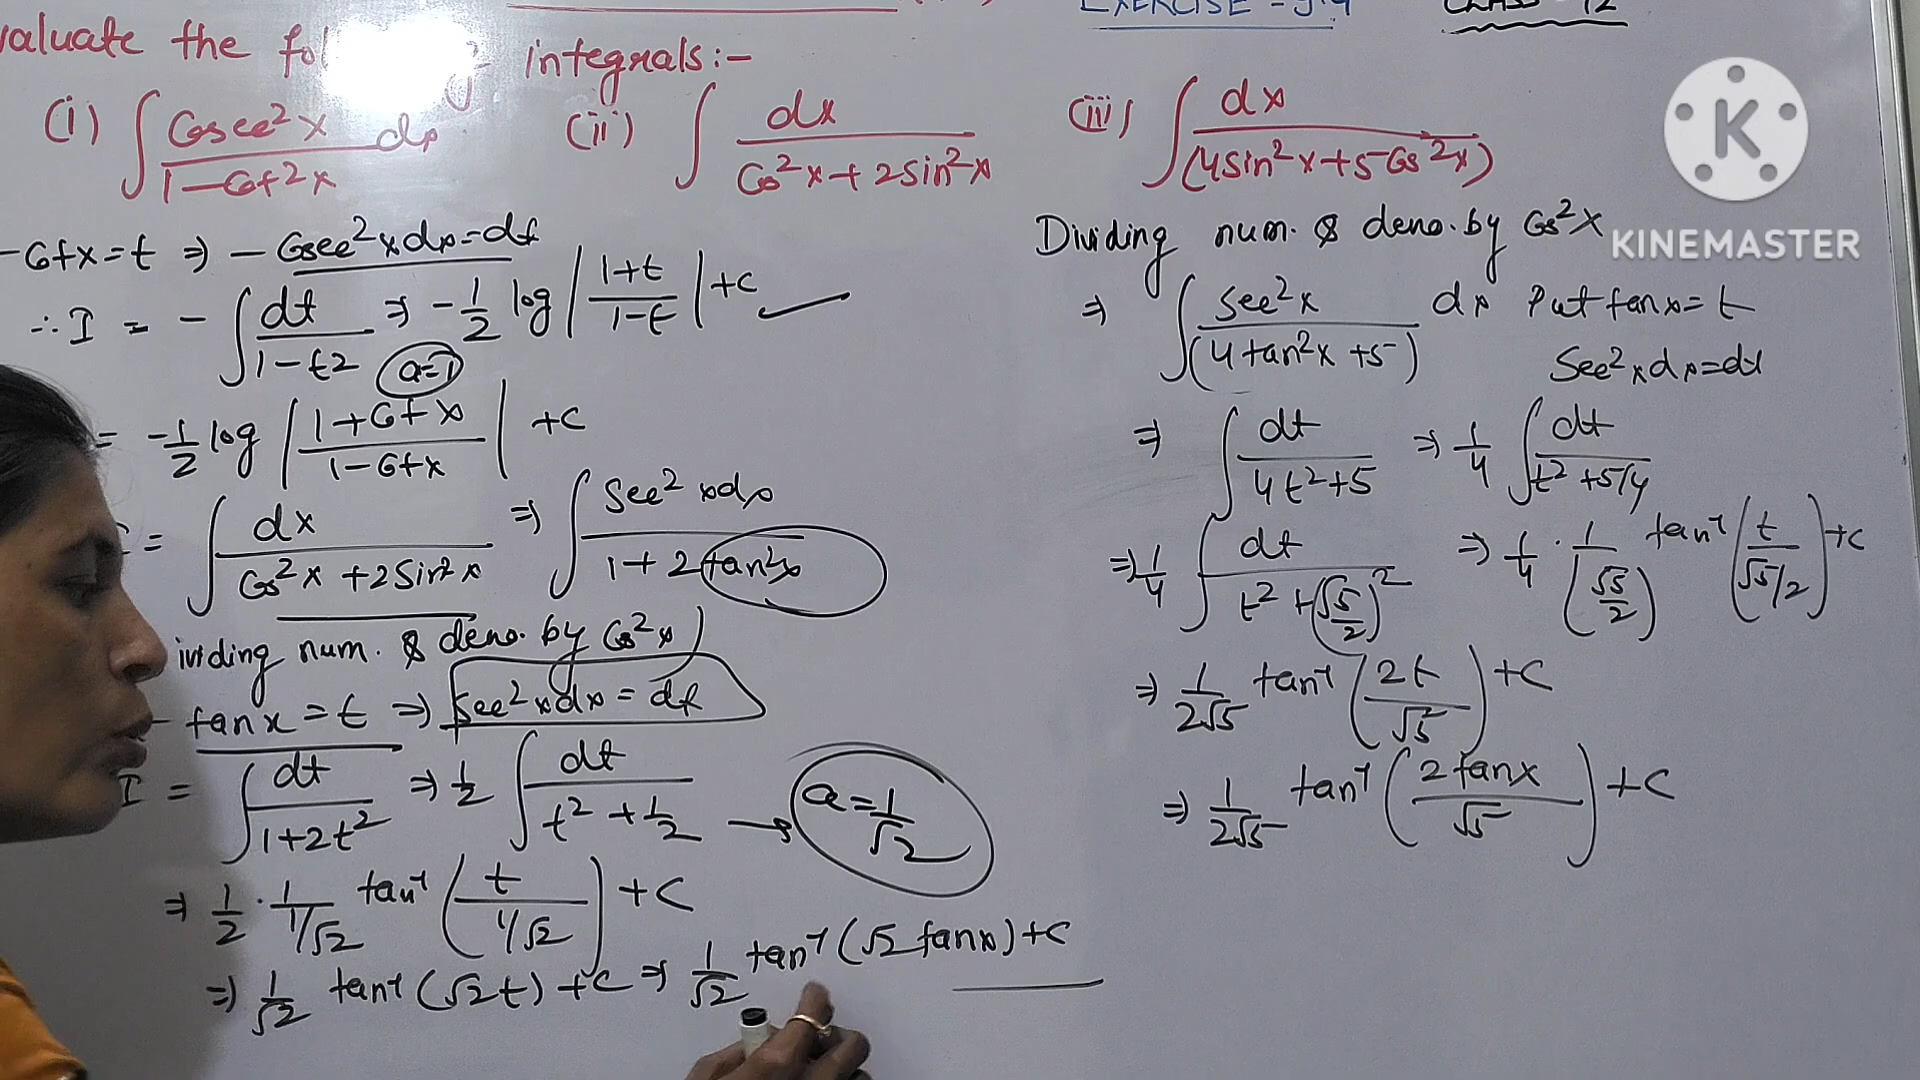 EXERCISE - 9.4 CLASS - 12
valuate the fol g integrals:-
(i) ∫ Cosec²x / 1-Cot²x dx (ii) ∫ dx / Cos²x + 2Sin²x (iii) ∫ dx / (4Sin²x + 5Cos²x)
K
KINEMASTER
-Cotx = t ⇒ -Cosec²x dx = dt
∴ I = - ∫ dt / 1-t² ⇒ -1/2 log |1+t / 1-t| + C
a=1
= -1/2 log |1+Cotx / 1-Cotx| + C
= ∫ dx / Cos²x + 2Sin²x ⇒ ∫ Sec²x dx / 1+2tan²x
ividing num. & deno. by Cos²x)
- tanx = t ⇒ Sec²x dx = dt
I = ∫ dt / 1+2t² ⇒ 1/2 ∫ dt / t² + 1/2 → a = 1/√2
⇒ 1/2 · 1 / 1/√2 tan⁻¹ (t / 1/√2) + C
⇒ 1/√2 tan⁻¹ (√2t) + C ⇒ 1/√2 tan⁻¹ (√2 tanx) + C
Dividing num. & deno. by Cos²x
⇒ ∫ Sec²x / (4tan²x + 5) dx Put tanx = t
Sec²x dx = dt
⇒ ∫ dt / 4t² + 5 ⇒ 1/4 ∫ dt / t² + 5/4
⇒ 1/4 ∫ dt / t² + (√5/2)² ⇒ 1/4 · 1 / (√5/2) tan⁻¹ (t / √5/2) + C
⇒ 1/2√5 tan⁻¹ (2t / √5) + C
⇒ 1/2√5 tan⁻¹ (2tanx / √5) + C